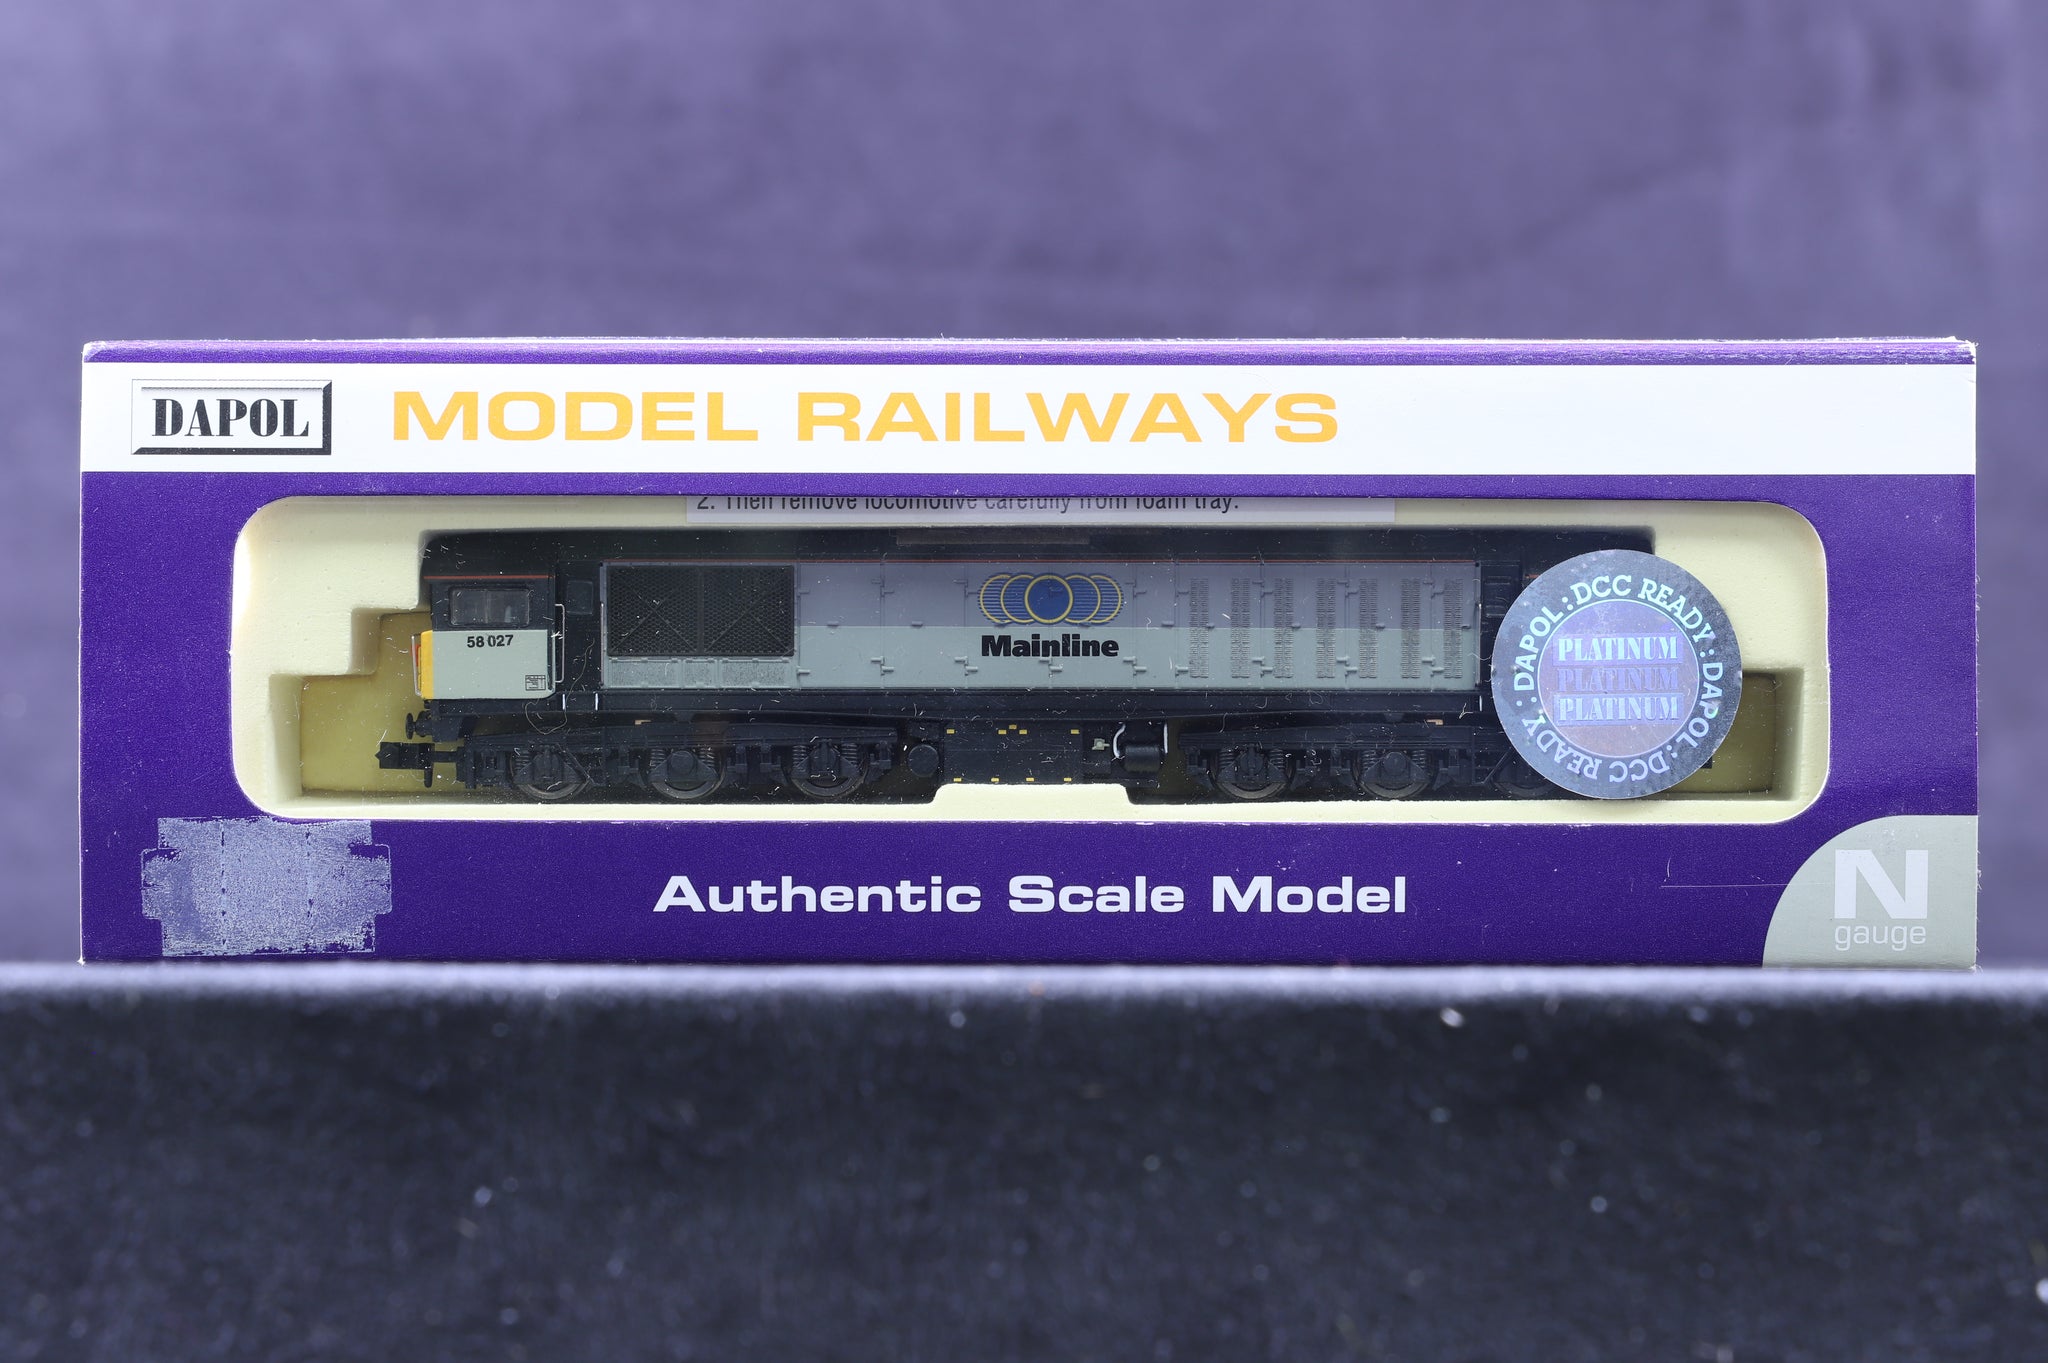 DAPOL
MODEL RAILWAYS
2. Then remove locomotive carefully from foam tray.
58 027
Mainline
DAPOL : DCC READY : DAPOL : DCC READY :
PLATINUM
PLATINUM
PLATINUM
Authentic Scale Model
N
gauge